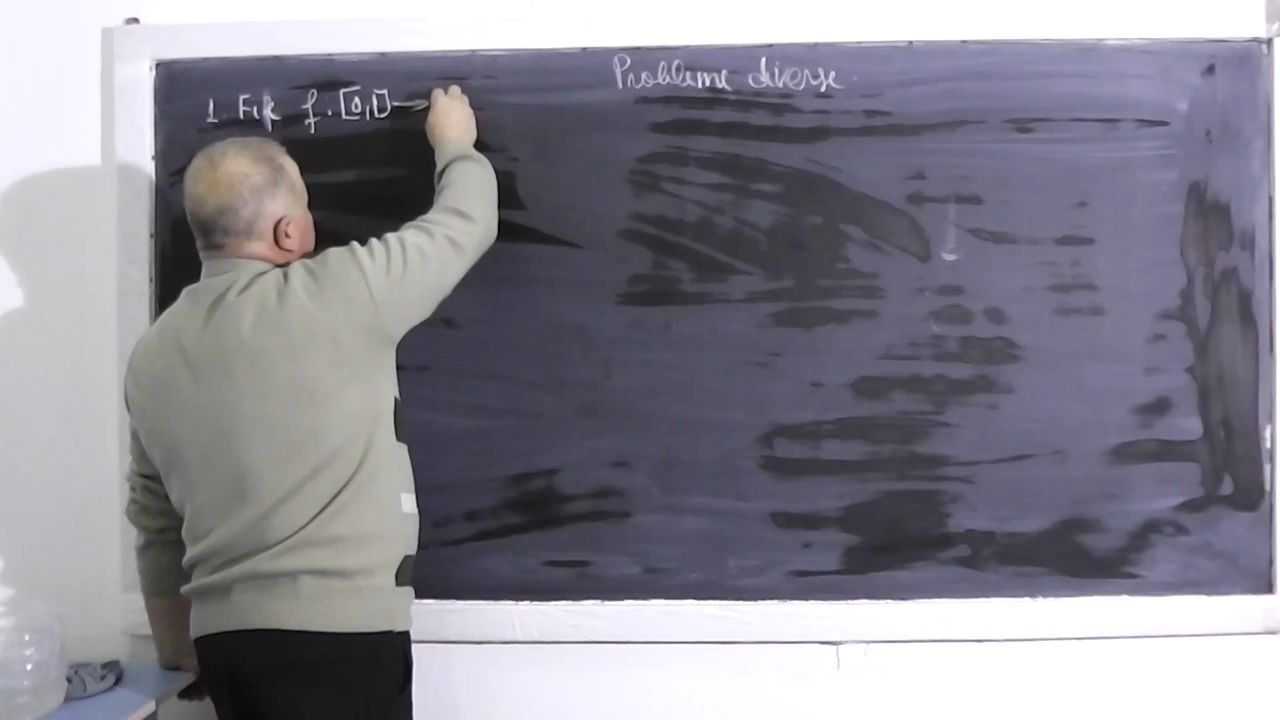 Probleme diverse
1. Fie f: [0,1] →